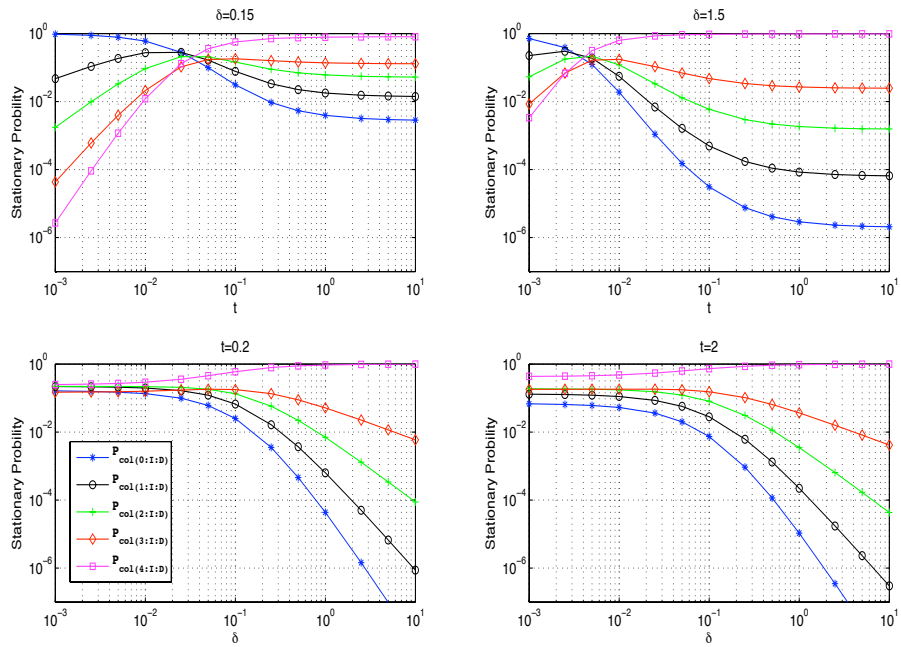 δ=0.15
Stationary Probility
10^0
10^−2
10^−4
10^−6
10^−3 10^−2 10^−1 10^0 10^1
t
δ=1.5
Stationary Probility
10^0
10^−2
10^−4
10^−6
10^−3 10^−2 10^−1 10^0 10^1
t
t=0.2
Stationary Probility
10^0
10^−2
10^−4
10^−6
P_col(0:I:D)
P_col(1:I:D)
P_col(2:I:D)
P_col(3:I:D)
P_col(4:I:D)
10^−3 10^−2 10^−1 10^0 10^1
δ
t=2
Stationary Probility
10^0
10^−2
10^−4
10^−6
10^−3 10^−2 10^−1 10^0 10^1
δ